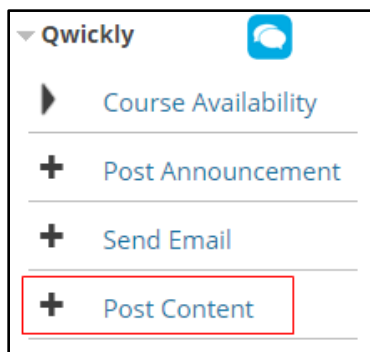 Qwickly
Course Availability
Post Announcement
Send Email
Post Content